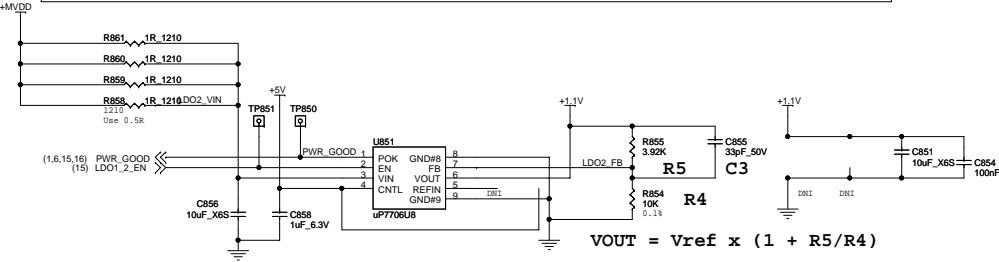 +MVDD
R861 1R_1210
R860 1R_1210
R859 1R_1210
R858 1R_1210 LDO2_VIN
1210
Use 0.5R
+5V
TP851 TP850
(1,6,15,16) PWR_GOOD
(15) LDO1_2_EN
PWR_GOOD
U851
1 POK GND#8 8
2 EN FB 7
3 VIN VOUT 6
4 CNTL REFIN 5
GND#9 9
uP7706U8
DNI
C856
10uF_X6S
C858
1uF_6.3V
+1.1V
LDO2_FB
R855
3.92K
R5
C855
33pF_50V
C3
R854
10K
0.1%
R4
VOUT = Vref x (1 + R5/R4)
+1.1V
DNI DNI
C851
10uF_X6S
C854
100nF